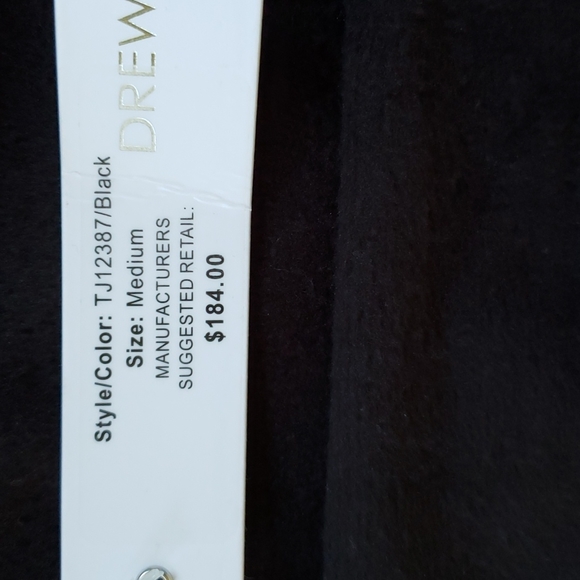 DREW
Style/Color: TJ12387/Black
Size: Medium
MANUFACTURERS
SUGGESTED RETAIL:
$184.00